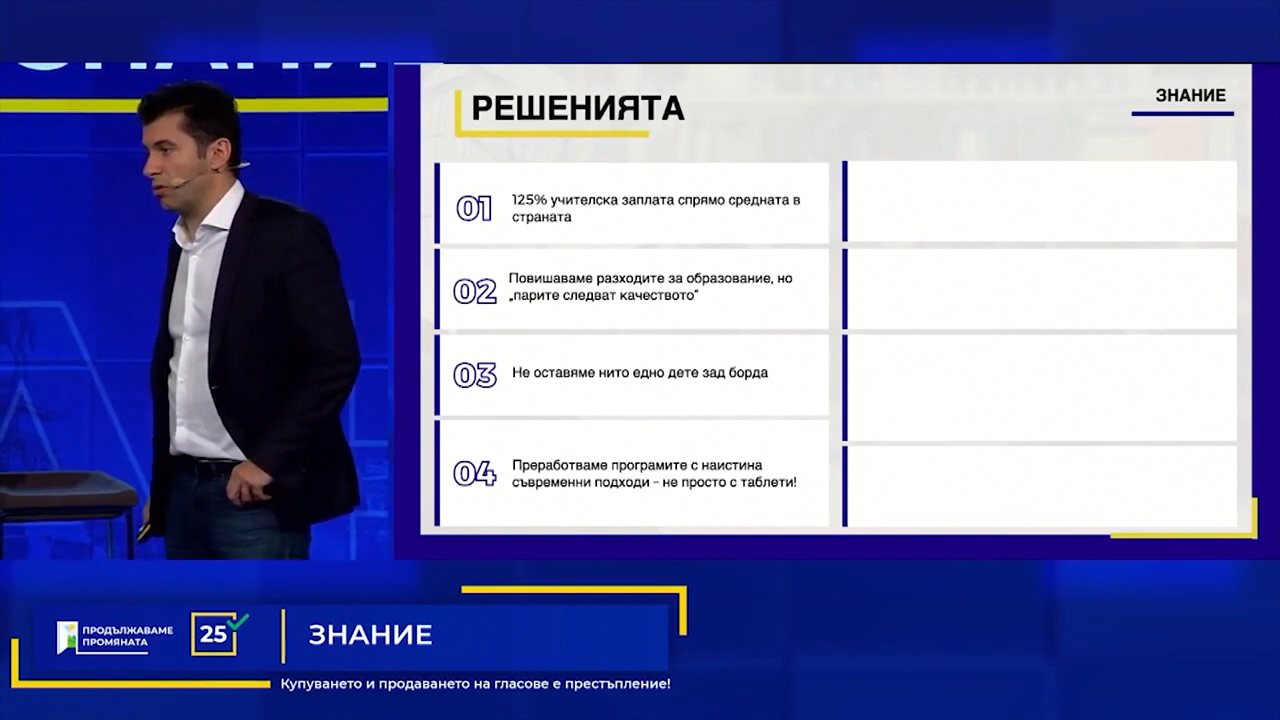 РЕШЕНИЯТА
ЗНАНИЕ
01
125% учителска заплата спрямо средната в
страната
02
Повишаваме разходите за образование, но
„парите следват качеството“
03
Не оставяме нито едно дете зад борда
04
Преработваме програмите с наистина
съвременни подходи – не просто с таблети!
ПРОДЪЛЖАВАМЕ
ПРОМЯНАТА
25
ЗНАНИЕ
Купуването и продаването на гласове е престъпление!